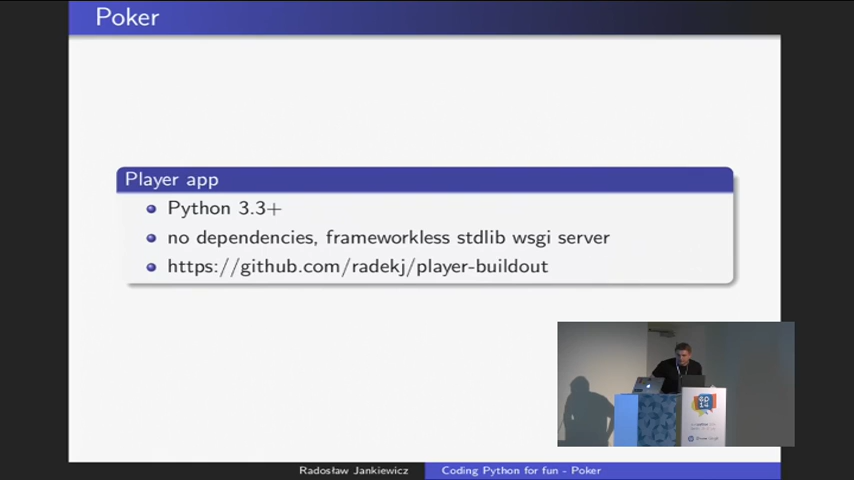 Poker
Player app
Python 3.3+
no dependencies, frameworkless stdlib wsgi server
https://github.com/radekj/player-buildout
Radosław Jankiewicz
Coding Python for fun - Poker